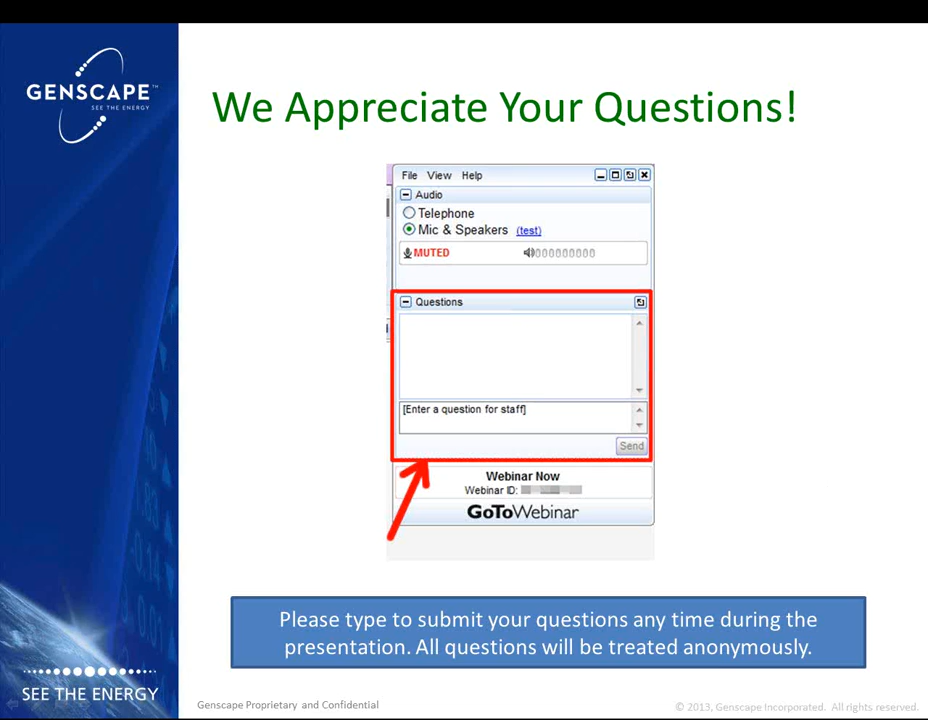 GENSCAPE™
SEE THE ENERGY
We Appreciate Your Questions!
File View Help
Audio
Telephone
Mic & Speakers (test)
MUTED
Questions
[Enter a question for staff]
Send
Webinar Now
Webinar ID:
GoToWebinar
Please type to submit your questions any time during the
presentation. All questions will be treated anonymously.
SEE THE ENERGY
Genscape Proprietary and Confidential
© 2013, Genscape Incorporated. All rights reserved.